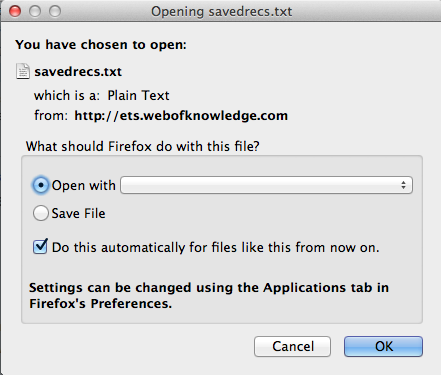 Opening savedrecs.txt
You have chosen to open:
savedrecs.txt
which is a: Plain Text
from: http://ets.webofknowledge.com
What should Firefox do with this file?
Open with
Save File
Do this automatically for files like this from now on.
Settings can be changed using the Applications tab in
Firefox's Preferences.
Cancel OK